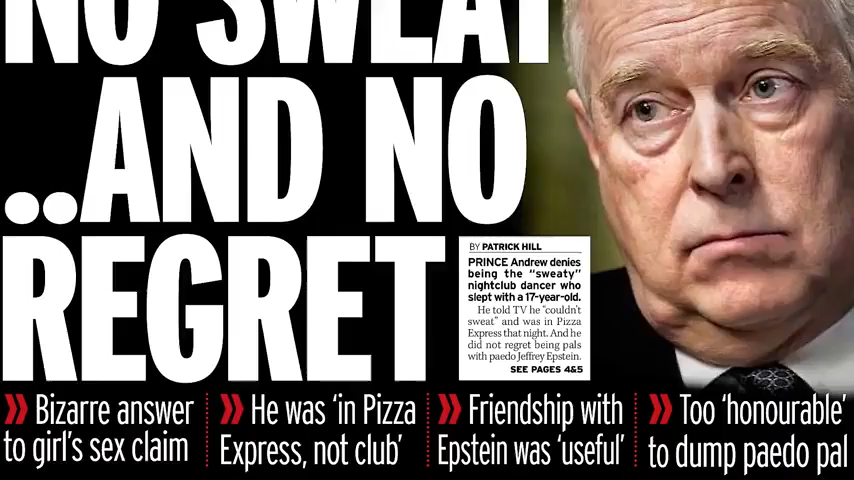 NO SWEAT
..AND NO
REGRET
BY PATRICK HILL
PRINCE Andrew denies
being the "sweaty"
nightclub dancer who
slept with a 17-year-old.
He told TV he "couldn't
sweat" and was in Pizza
Express that night. And he
did not regret being pals
with paedo Jeffrey Epstein.
SEE PAGES 4&5
» Bizarre answer
to girl's sex claim
» He was 'in Pizza
Express, not club'
» Friendship with
Epstein was 'useful'
» Too 'honourable'
to dump paedo pal